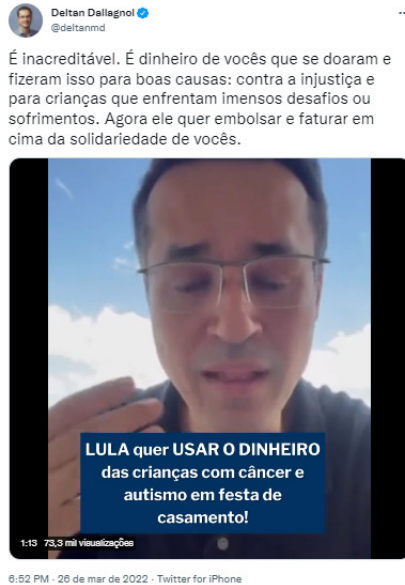 Deltan Dallagnol
@deltanmd
É inacreditável. É dinheiro de vocês que se doaram e
fizeram isso para boas causas: contra a injustiça e
para crianças que enfrentam imensos desafios ou
sofrimentos. Agora ele quer embolsar e faturar em
cima da solidariedade de vocês.
LULA quer USAR O DINHEIRO
das crianças com câncer e
autismo em festa de
casamento!
1:13 73,3 mil visualizações
6:52 PM · 26 de mar de 2022 · Twitter for iPhone